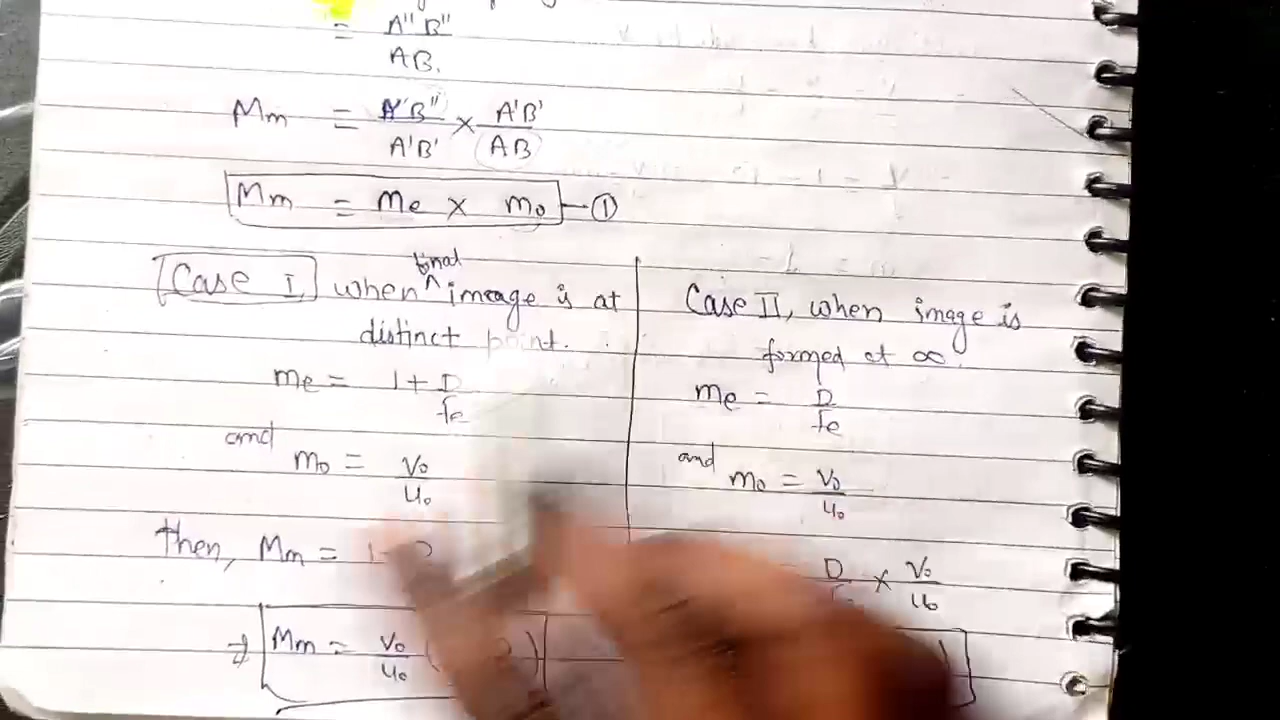 = A"B"
AB.
Mm = A'B" × A'B'
A'B' AB
Mm = me × mo — ①
Case I, when ^ final image is at
distinct point.
me = 1 + D
fe
and mo = vo
uo
then, Mm = 1
⇒ Mm = vo ( )
uo
Case II, when image is
formed at ∞.
me = D
fe
and mo = vo
uo
D × vo
uo